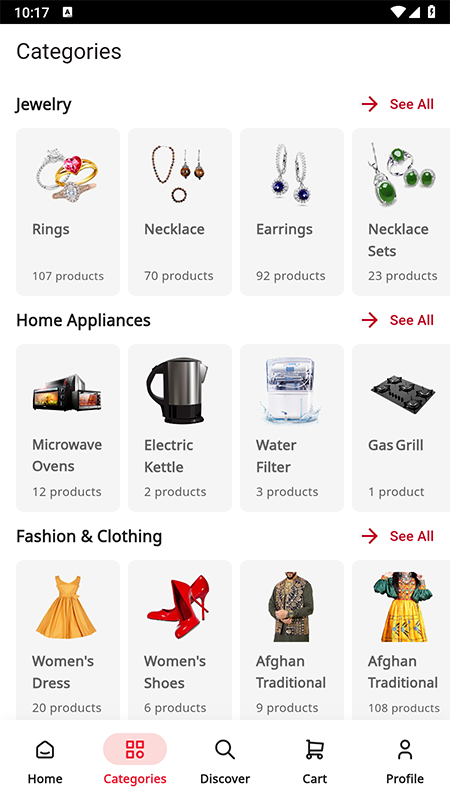 10:17 A
Categories
Jewelry See All
Rings Necklace Earrings Necklace
Sets
107 products 70 products 92 products 23 products
Home Appliances See All
Microwave Electric Water Gas Grill
Ovens Kettle Filter
12 products 2 products 3 products 1 product
Fashion & Clothing See All
Women's Women's Afghan Afghan
Dress Shoes Traditional Traditional
20 products 6 products 9 products 108 products
Home Categories Discover Cart Profile